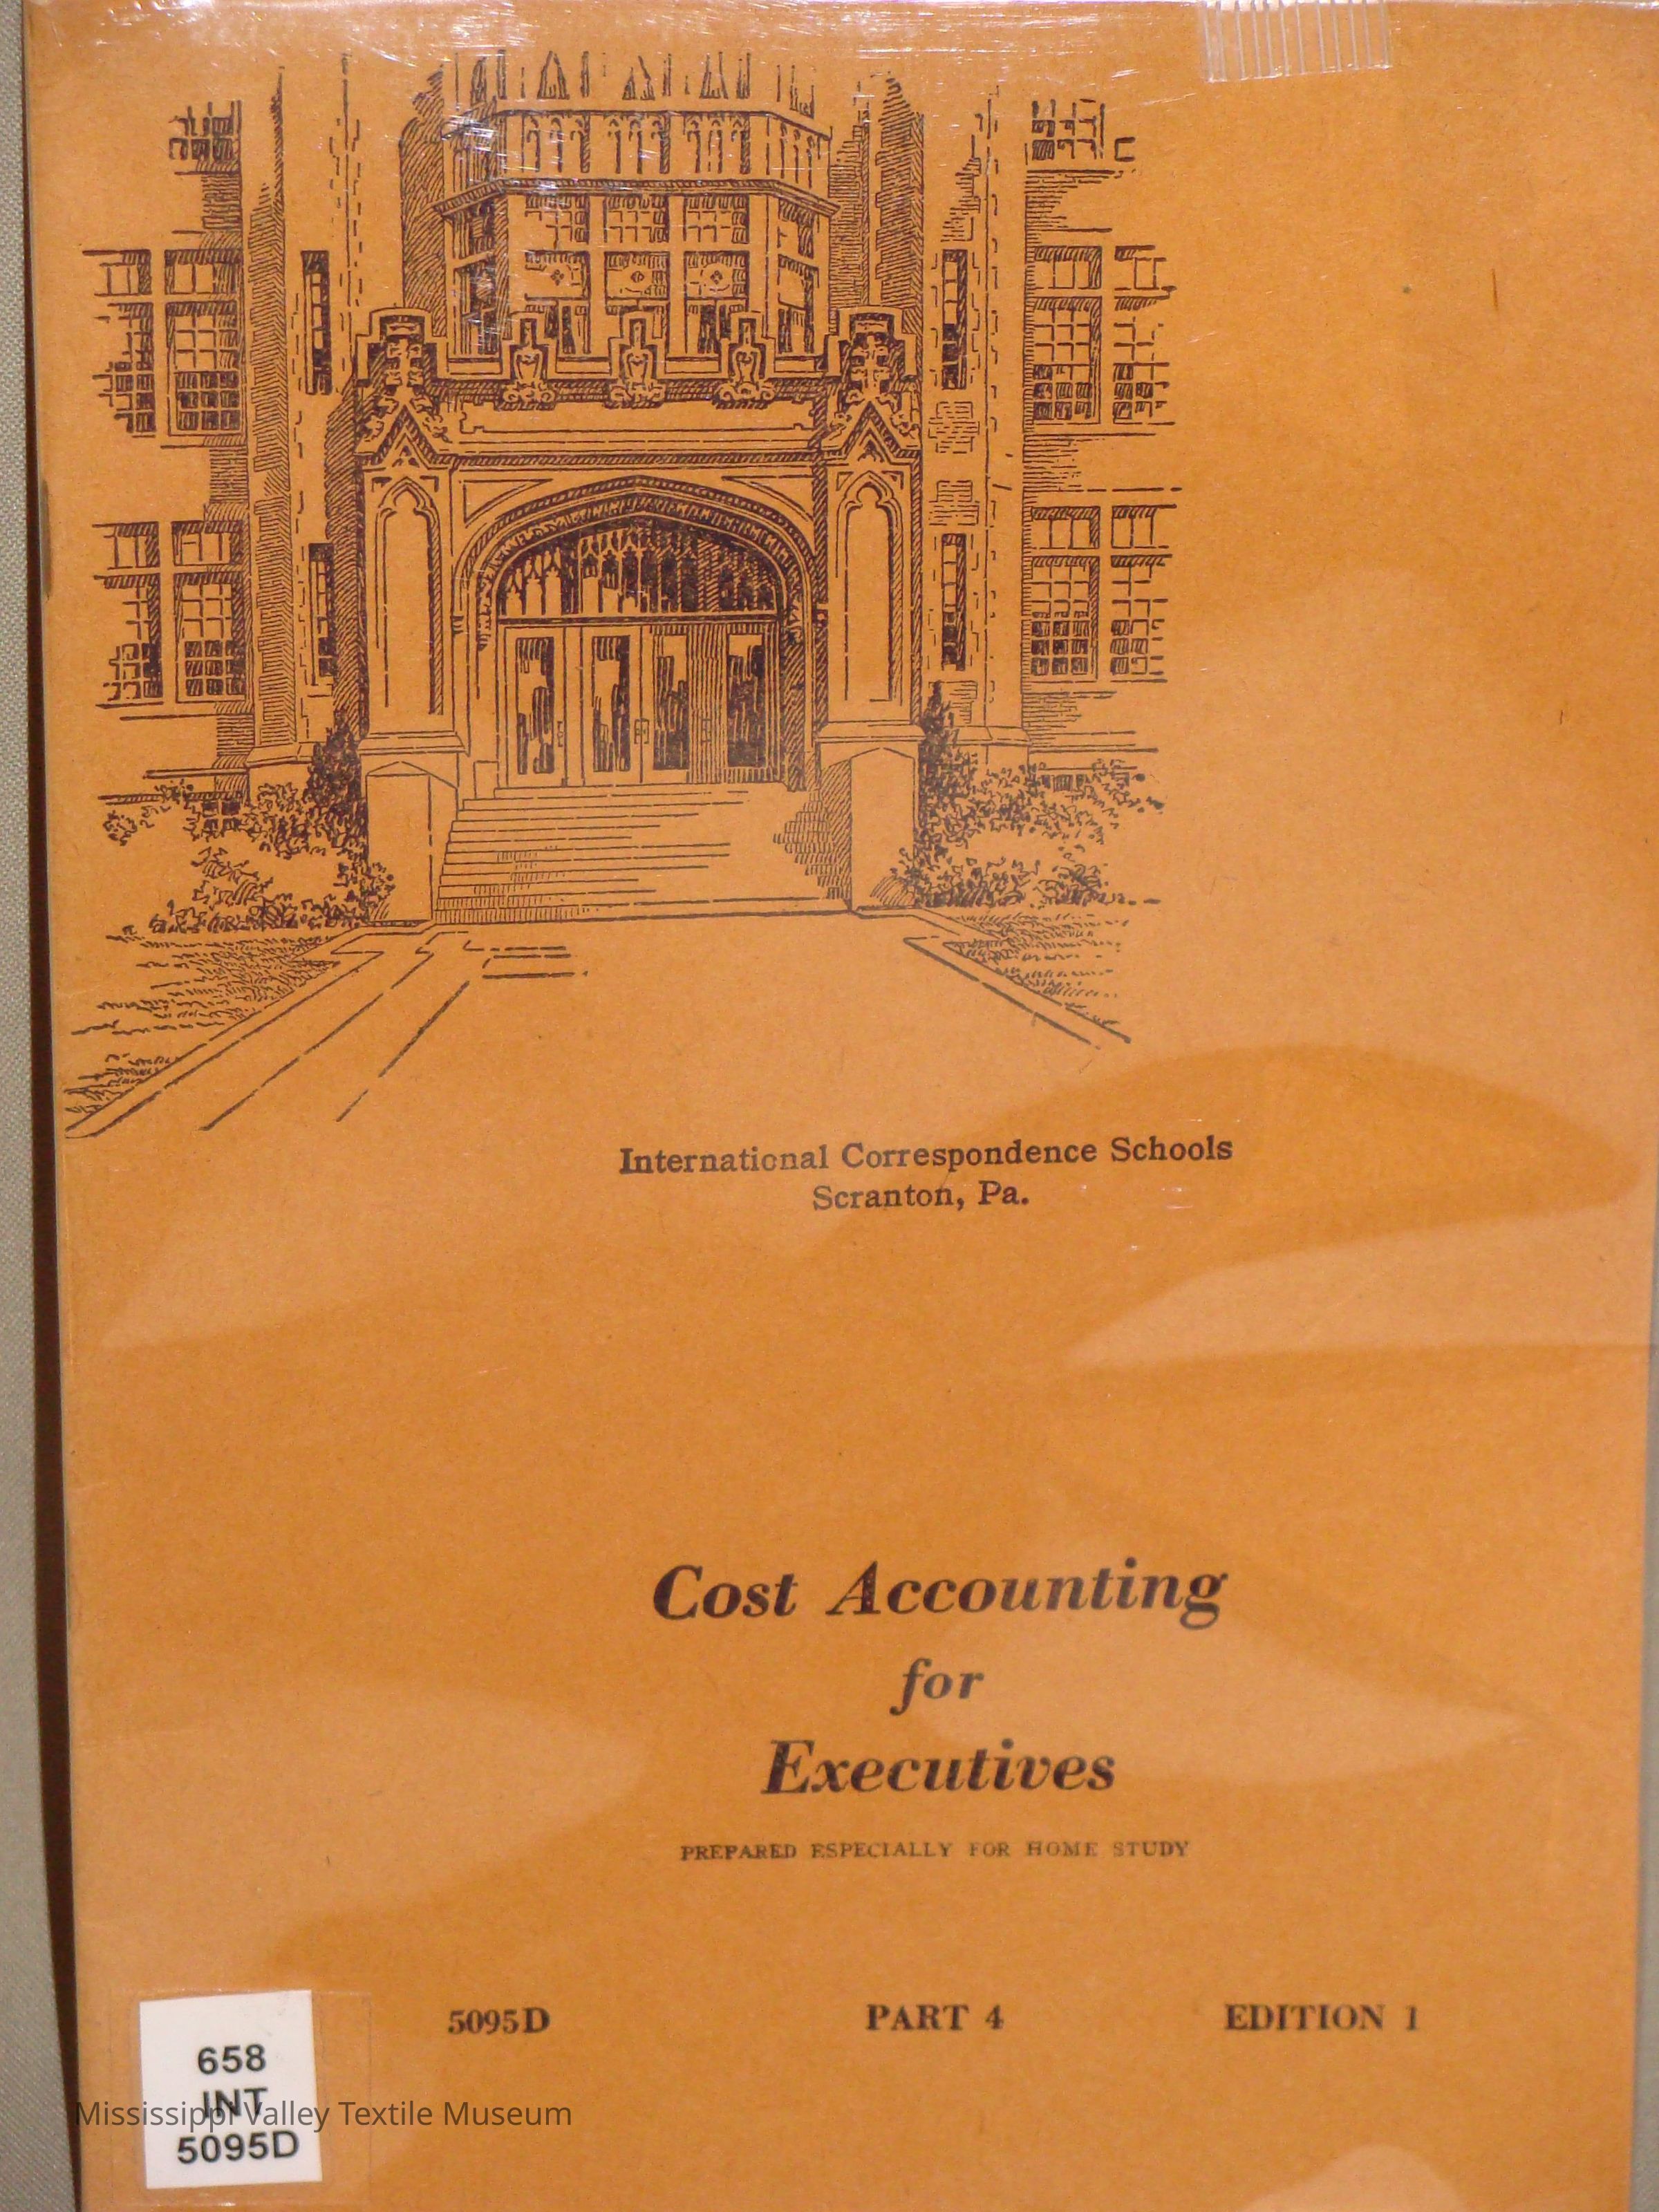 International Correspondence Schools
Scranton, Pa.
Cost Accounting
for
Executives
PREPARED ESPECIALLY FOR HOME STUDY
5095D PART 4 EDITION 1
658
INT
5095D
Mississippi Valley Textile Museum